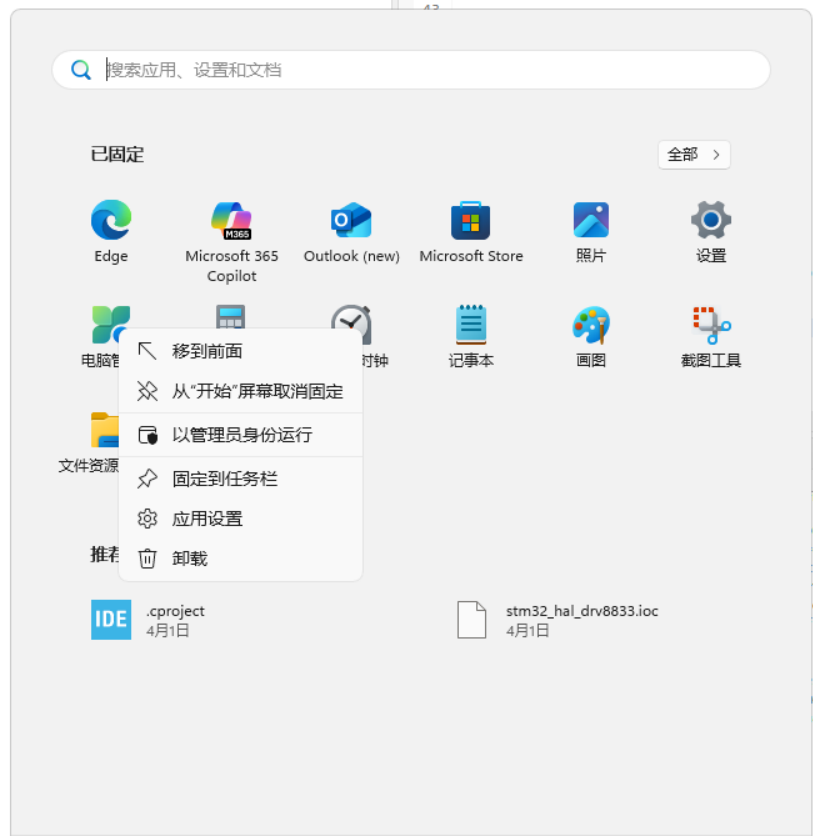 43
搜索应用、设置和文档
已固定
全部
Edge
Microsoft 365
Copilot
Outlook (new)
Microsoft Store
照片
设置
M365
电脑管
时钟
记事本
画图
截图工具
移到前面
从“开始”屏幕取消固定
以管理员身份运行
固定到任务栏
应用设置
卸载
文件资源
推荐
IDE
.cproject
4月1日
stm32_hal_drv8833.ioc
4月1日